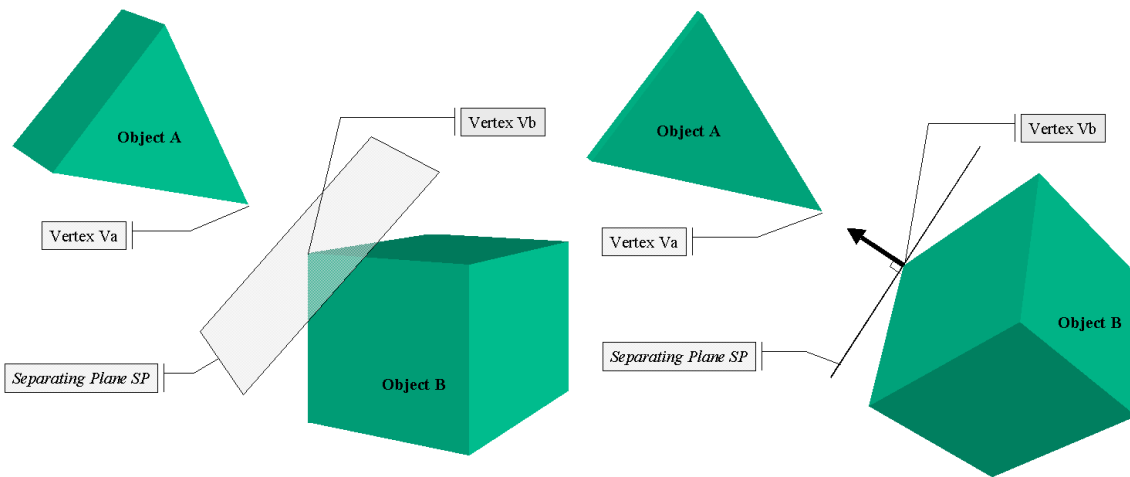 Object A
Vertex Vb
Vertex Va
Separating Plane SP
Object B
Object A
Vertex Vb
Vertex Va
Separating Plane SP
Object B